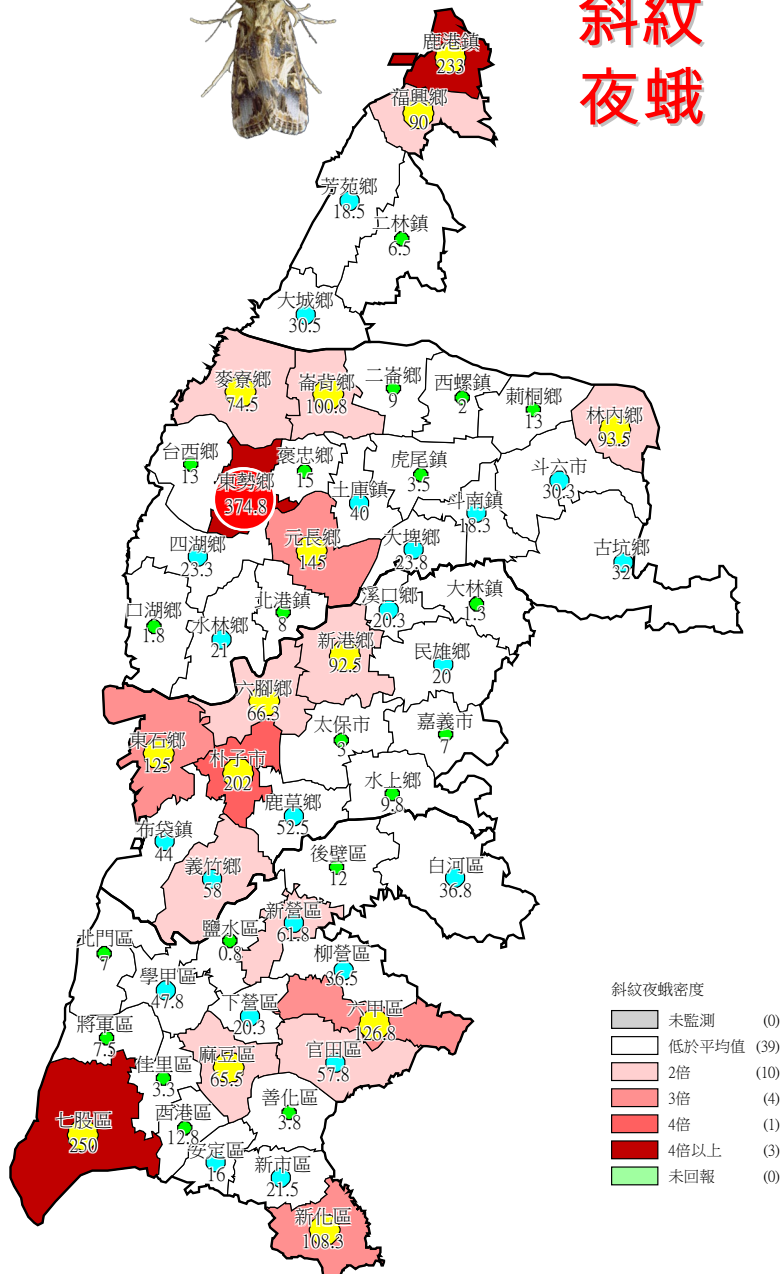 斜紋
夜蛾
鹿港鎮
233
福興鄉
90
芳苑鄉
18.5
二林鎮
6.5
大城鄉
30.5
麥寮鄉
74.5
崙背鄉
100.8
二崙鄉
9
西螺鎮
2
莿桐鄉
13
林內鄉
93.5
台西鄉
13
東勢鄉
374.8
褒忠鄉
15
土庫鎮
40
虎尾鎮
3.5
斗南鎮
18.3
斗六市
30.3
四湖鄉
23.3
元長鄉
145
大埤鄉
23.8
古坑鄉
32
口湖鄉
1.8
水林鄉
21
北港鎮
8
溪口鄉
20.3
大林鎮
1.3
新港鄉
92.5
民雄鄉
20
六腳鄉
66.3
東石鄉
125
朴子市
202
太保市
3
嘉義市
7
水上鄉
9.8
鹿草鄉
52.5
布袋鎮
44
義竹鄉
58
後壁區
12
白河區
36.8
北門區
7
鹽水區
0.8
新營區
61.8
柳營區
36.5
學甲區
47.8
下營區
20.3
六甲區
126.8
將軍區
7.5
佳里區
3.3
麻豆區
65.5
官田區
57.8
七股區
250
西港區
12.8
善化區
3.8
安定區
16
新市區
21.5
新化區
108.3
斜紋夜蛾密度
未監測 (0)
低於平均值 (39)
2倍 (10)
3倍 (4)
4倍 (1)
4倍以上 (3)
未回報 (0)